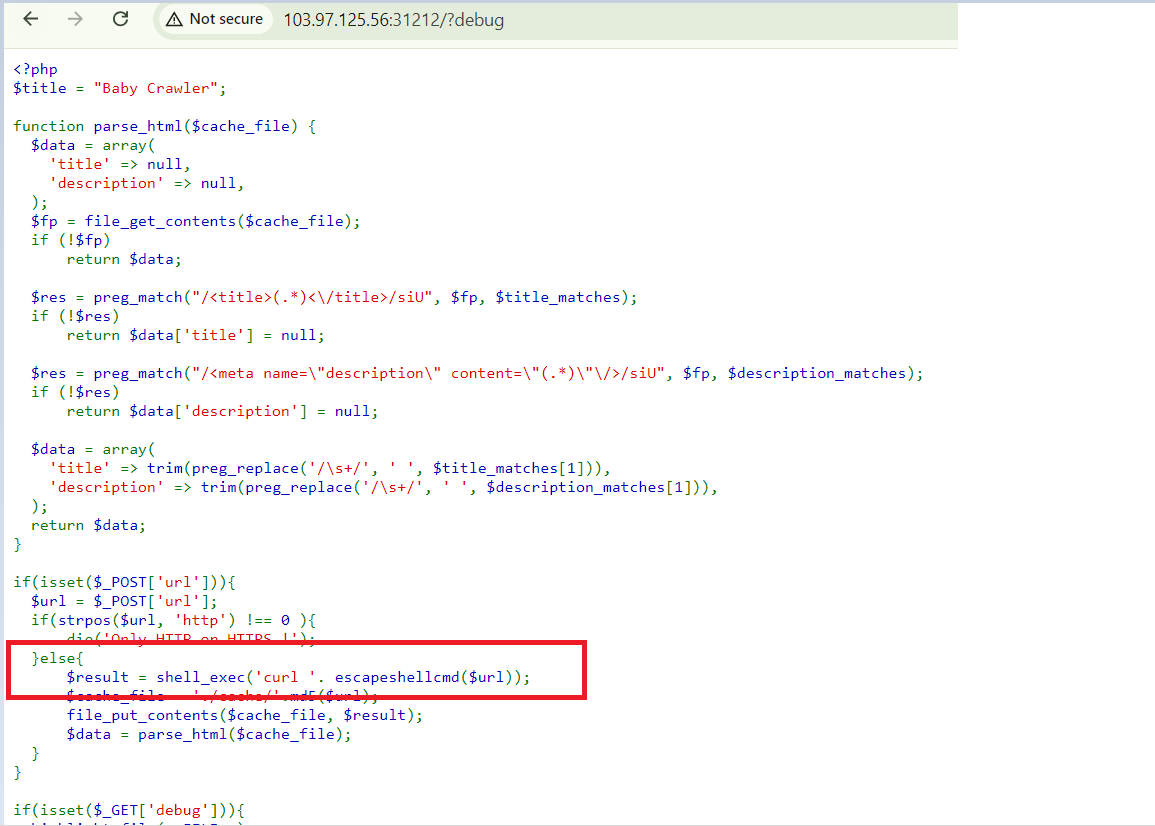 Not secure 103.97.125.56:31212/?debug
<?php
$title = "Baby Crawler";
function parse_html($cache_file) {
$data = array(
'title' => null,
'description' => null,
);
$fp = file_get_contents($cache_file);
if (!$fp)
return $data;
$res = preg_match("/<title>(.*)<\/title>/siU", $fp, $title_matches);
if (!$res)
return $data['title'] = null;
$res = preg_match("/<meta name=\"description\" content=\"(.*)\"\/>/siU", $fp, $description_matches);
if (!$res)
return $data['description'] = null;
$data = array(
'title' => trim(preg_replace('/\s+/', ' ', $title_matches[1])),
'description' => trim(preg_replace('/\s+/', ' ', $description_matches[1])),
);
return $data;
}
if(isset($_POST['url'])){
$url = $_POST['url'];
if(strpos($url, 'http') !== 0 ){
die('Only HTTP or HTTPS !');
}else{
$result = shell_exec('curl '. escapeshellcmd($url));
$cache_file = './cache/'.md5($url);
file_put_contents($cache_file, $result);
$data = parse_html($cache_file);
}
}
if(isset($_GET['debug'])){